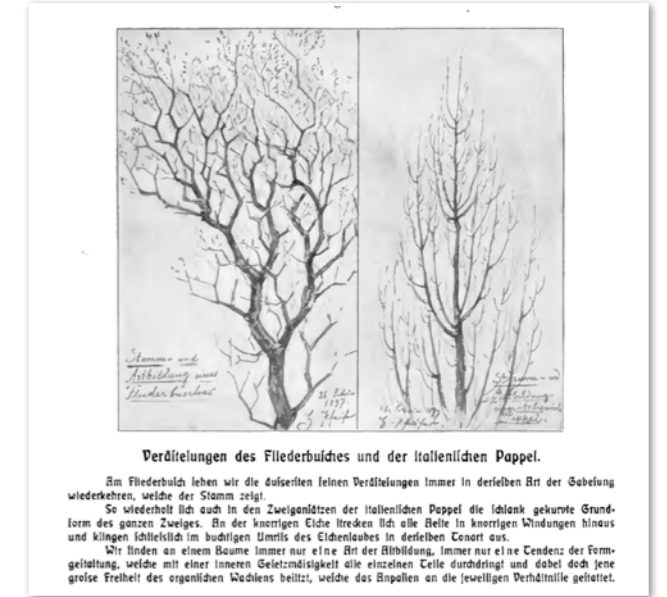 Stamm- und
Astbildung eines
Fliederbusches
1897.
Stamm- und
Astbildung
Pappel.
Veräſtelungen des Fliederbuſches und der italieniſchen Pappel.
Am Fliederbuſch ſehen wir die äuſserſten feinen Veräſtelungen immer in derſelben Art der Gabelung
wiederkehren, welche der Stamm zeigt.
So wiederholt ſich auch in den Zweiganſätzen der italieniſchen Pappel die ſchlank gekurvte Grund-
form des ganzen Zweiges. An der knorrigen Eiche ſtrecken ſich alle Aeſte in knorrigen Windungen hinaus
und klingen ſchlieſslich im buchtigen Umriſs des Eichenlaubes in derſelben Tonart aus.
Wir finden an einem Baume immer nur eine Art der Aſtbildung, immer nur eine Tendenz der Form-
geſtaltung, welche mit einer inneren Geſetzmäſsigkeit alle einzelnen Teile durchdringt und dabei doch jene
groſse Freiheit des organiſchen Wachſens beſitzt, welche das Anpaſſen an die jeweiligen Verhältniſſe geſtattet.